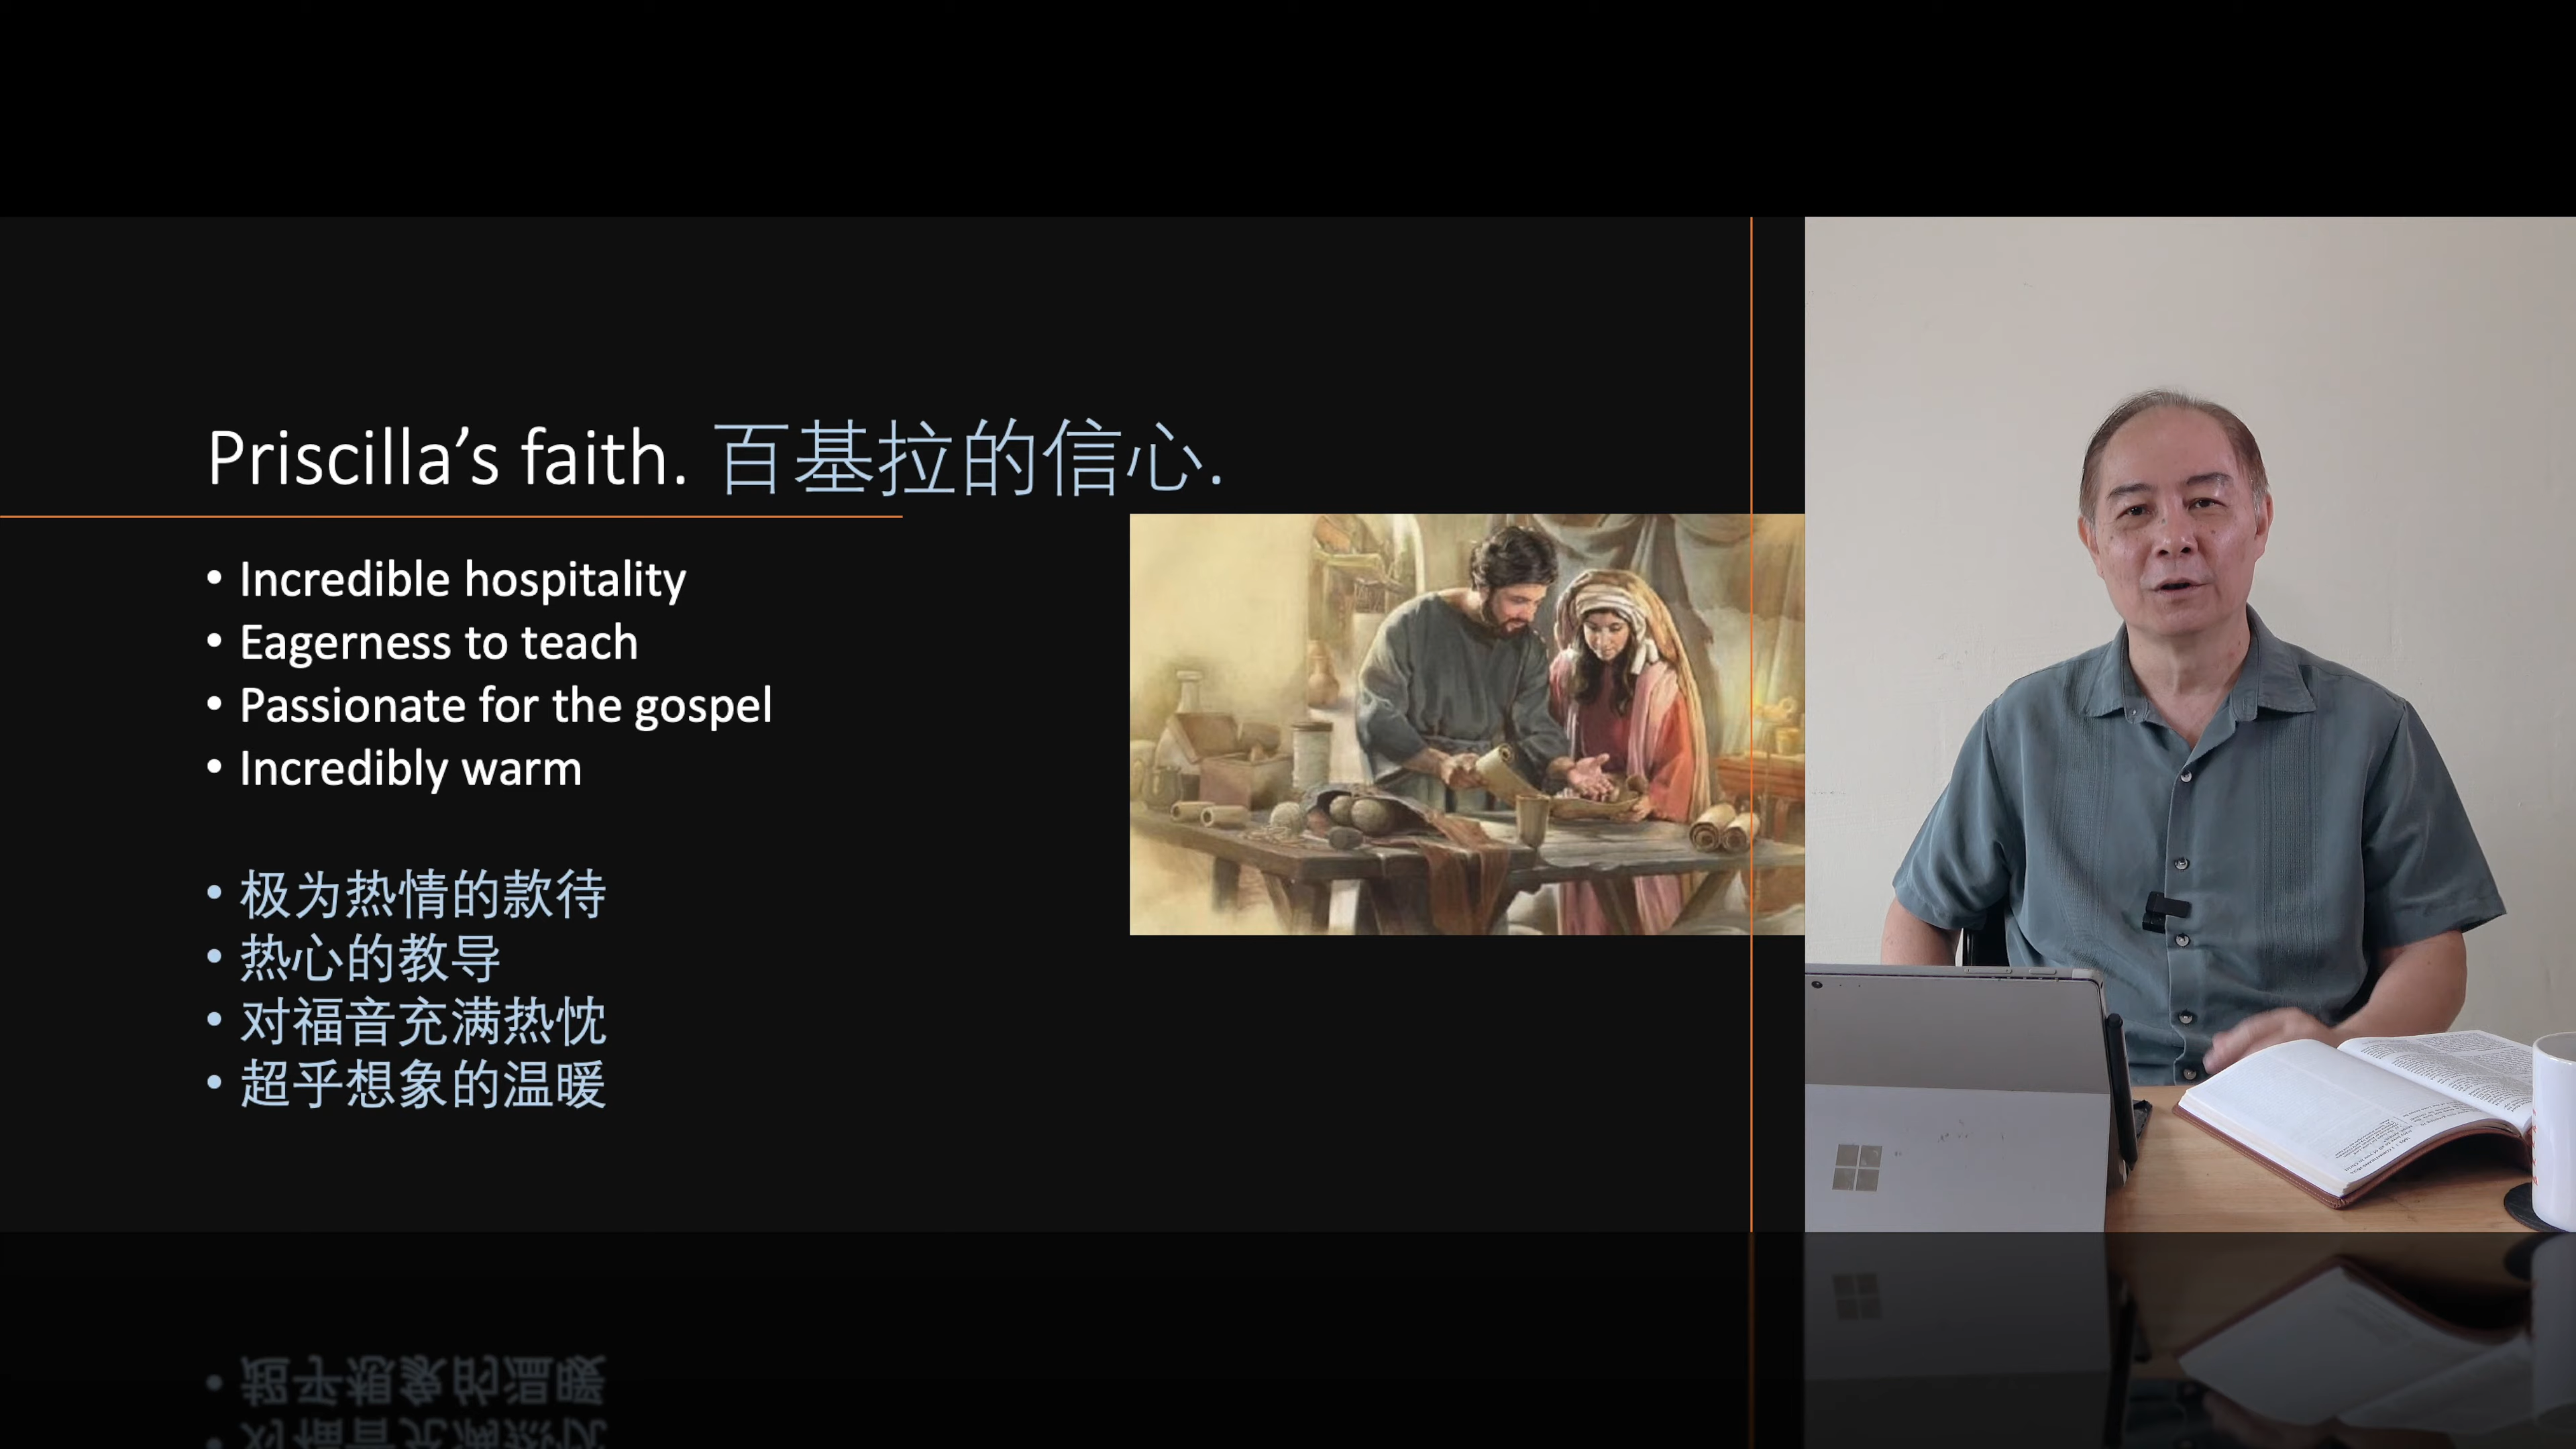 Priscilla’s faith. 百基拉的信心.
• Incredible hospitality
• Eagerness to teach
• Passionate for the gospel
• Incredibly warm
• 极为热情的款待
• 热心的教导
• 对福音充满热忱
• 超乎想象的温暖